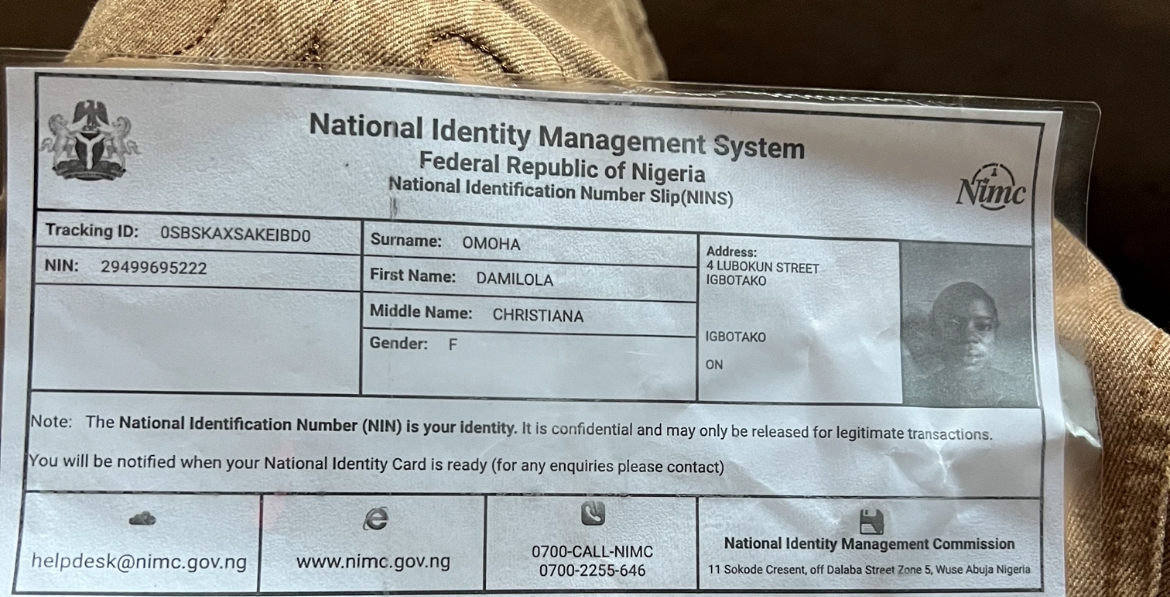 National Identity Management System
Federal Republic of Nigeria
National Identification Number Slip(NINS)
Nimc
Tracking ID: 0SBSKAXSAKEIBD0
NIN: 29499695222
Surname: OMOHA
First Name: DAMILOLA
Middle Name: CHRISTIANA
Gender: F
Address:
4 LUBOKUN STREET
IGBOTAKO
IGBOTAKO
ON
Note: The National Identification Number (NIN) is your identity. It is confidential and may only be released for legitimate transactions.
You will be notified when your National Identity Card is ready (for any enquiries please contact)
helpdesk@nimc.gov.ng
www.nimc.gov.ng
0700-CALL-NIMC
0700-2255-646
National Identity Management Commission
11 Sokode Cresent, off Dalaba Street Zone 5, Wuse Abuja Nigeria